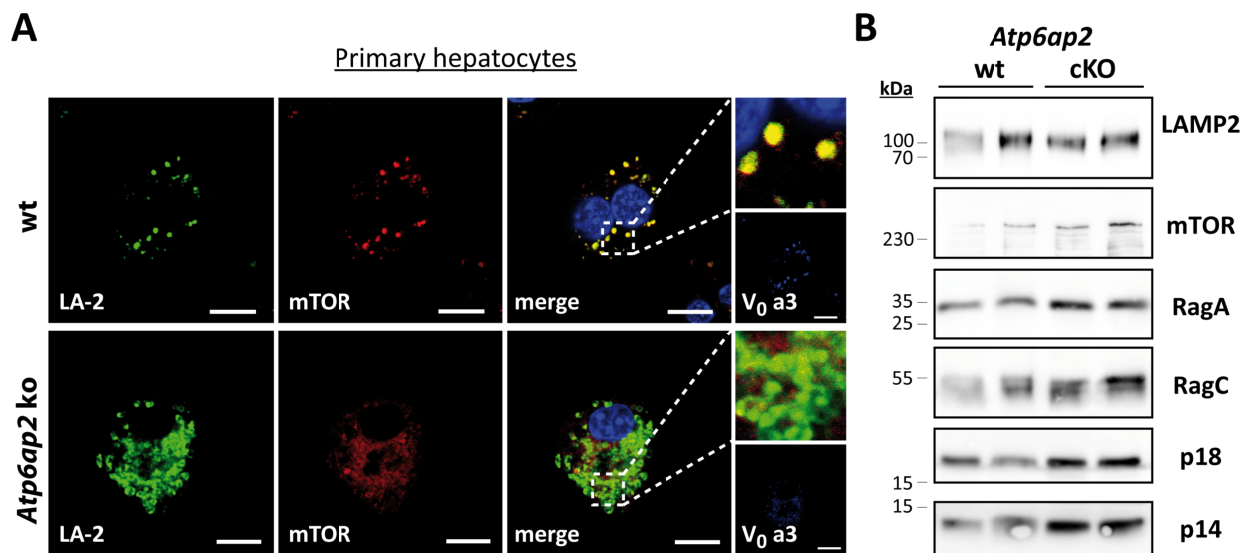 A
Primary hepatocytes
wt
LA-2
mTOR
merge
V0 a3
Atp6ap2 ko
LA-2
mTOR
merge
V0 a3
B
Atp6ap2
wt cKO
kDa
100
70
LAMP2
230
mTOR
35
25
RagA
55
RagC
15
p18
15
p14